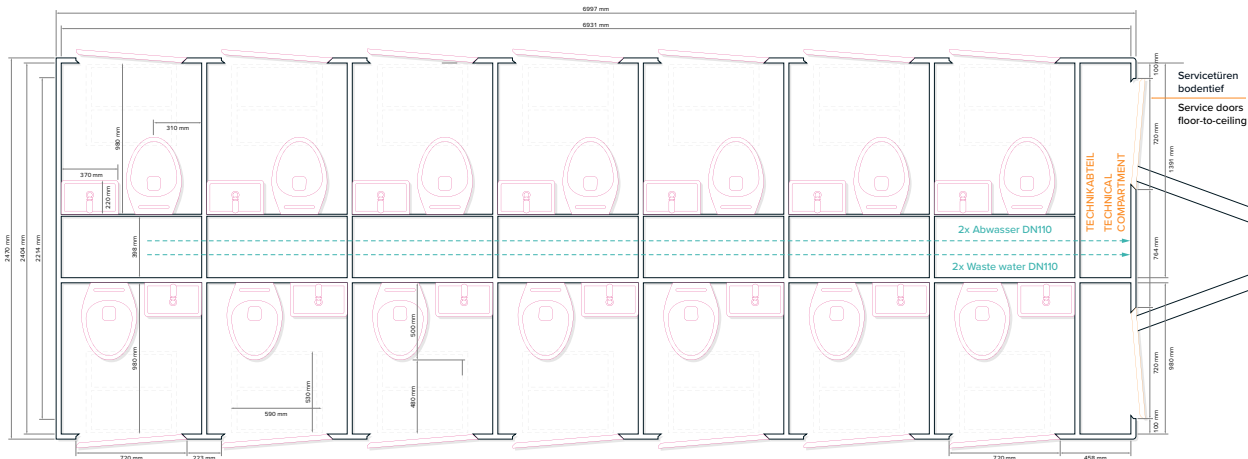 6997 mm
6931 mm
2470 mm
2404 mm
2214 mm
980 mm
310 mm
370 mm
220 mm
398 mm
980 mm
590 mm
530 mm
500 mm
480 mm
720 mm
223 mm
720 mm
458 mm
2x Abwasser DN110
2x Waste water DN110
TECHNIKABTEIL
TECHNICAL
COMPARTMENT
100 mm
720 mm
1391 mm
764 mm
720 mm
980 mm
100 mm
Servicetüren
bodentief
Service doors
floor-to-ceiling